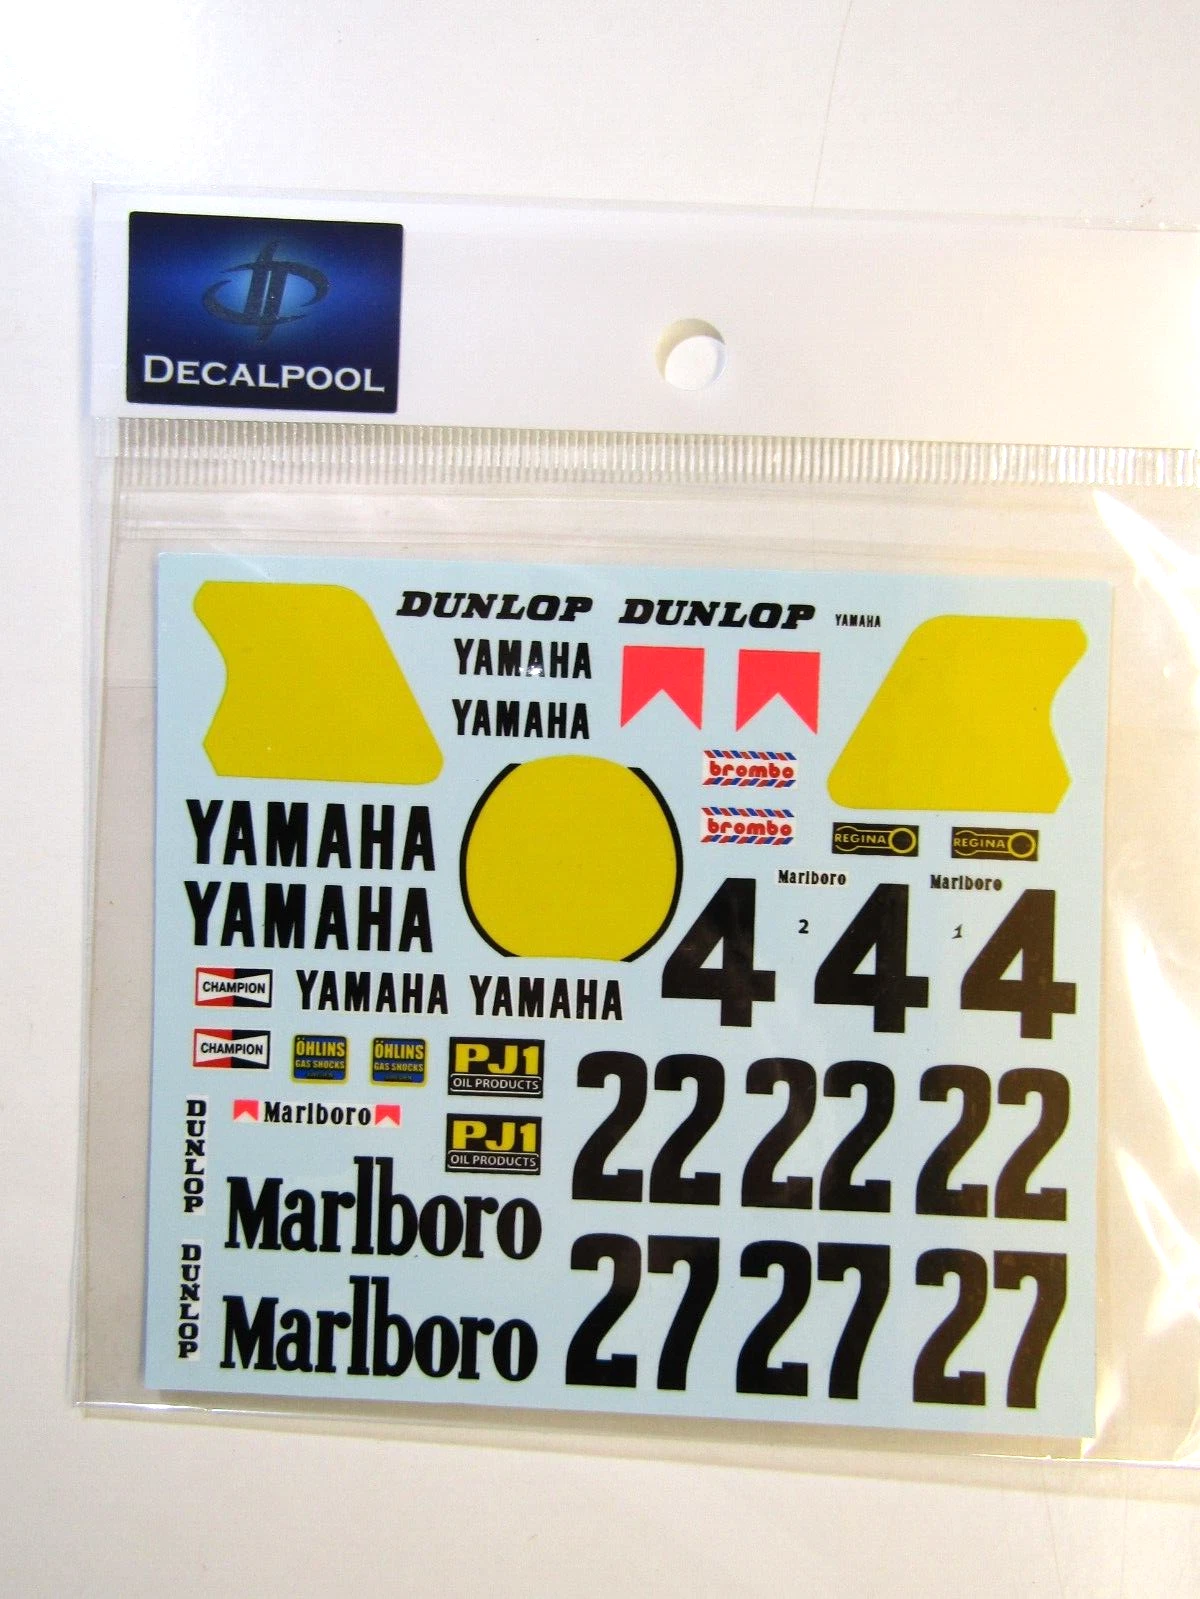 DECALPOOL
DUNLOP DUNLOP YAMAHA
YAMAHA
YAMAHA
brembo
brembo
YAMAHA
REGINA REGINA
YAMAHA
Marlboro Marlboro
4 4 4
2 1
CHAMPION YAMAHA YAMAHA
CHAMPION
ÖHLINS ÖHLINS
GAS SHOCKS GAS SHOCKS
PJ1
OIL PRODUCTS
22 22 22
DUNLOP
Marlboro
PJ1
OIL PRODUCTS
Marlboro
27 27 27
DUNLOP
Marlboro